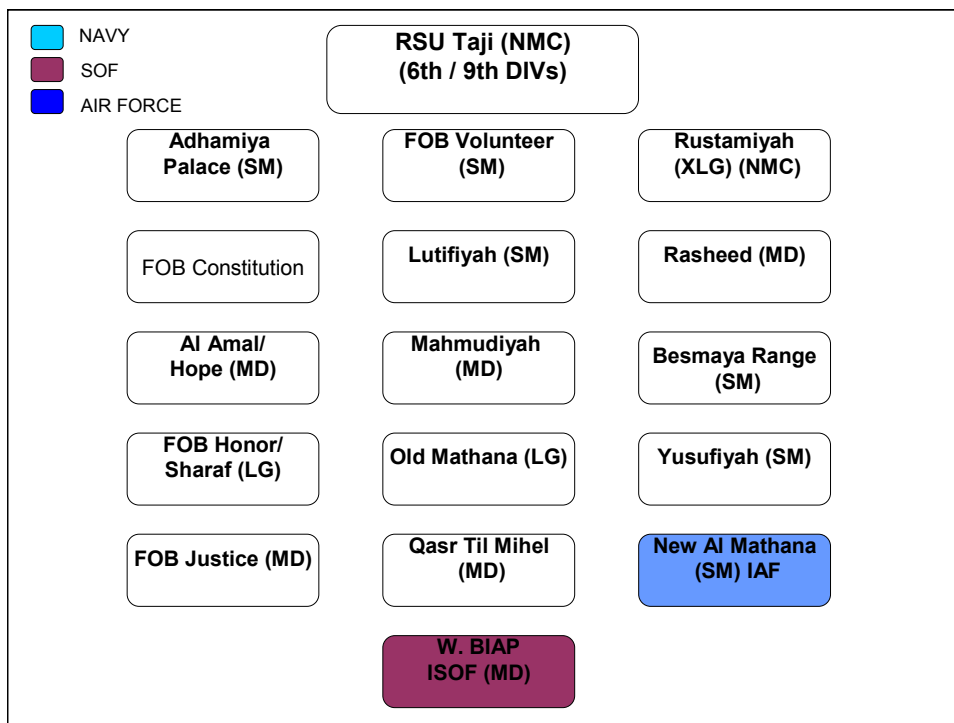 NAVY
SOF
AIR FORCE
RSU Taji (NMC)
(6th / 9th DIVs)
Adhamiya
Palace (SM)
FOB Volunteer
(SM)
Rustamiyah
(XLG) (NMC)
FOB Constitution
Lutifiyah (SM)
Rasheed (MD)
Al Amal/
Hope (MD)
Mahmudiyah
(MD)
Besmaya Range
(SM)
FOB Honor/
Sharaf (LG)
Old Mathana (LG)
Yusufiyah (SM)
FOB Justice (MD)
Qasr Til Mihel
(MD)
New Al Mathana
(SM) IAF
W. BIAP
ISOF (MD)